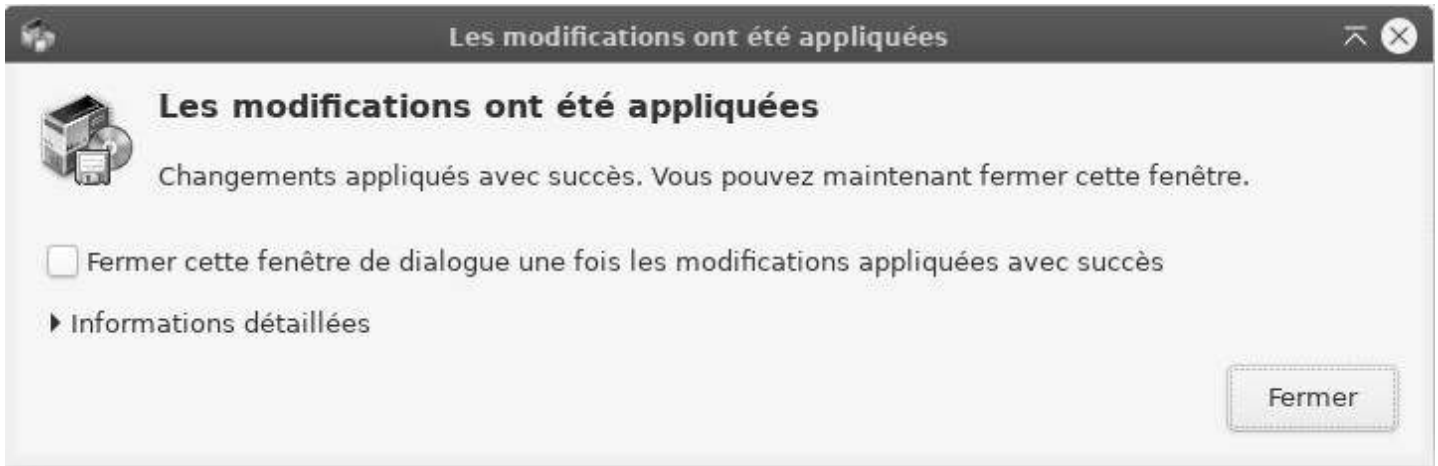 Les modifications ont été appliquées
Les modifications ont été appliquées
Changements appliqués avec succès. Vous pouvez maintenant fermer cette fenêtre.
Fermer cette fenêtre de dialogue une fois les modifications appliquées avec succès
Informations détaillées
Fermer